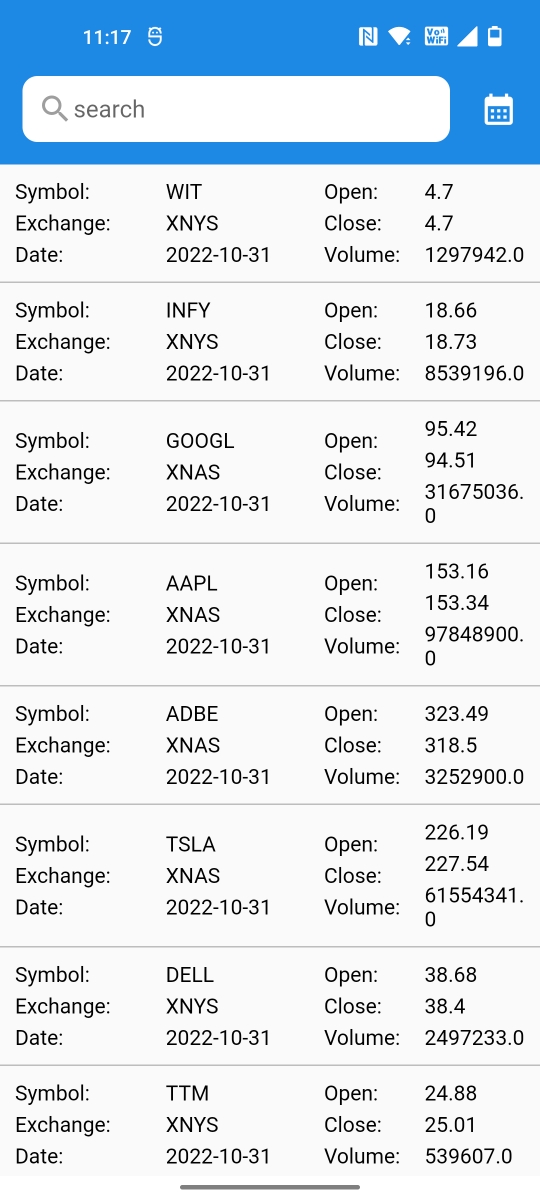 11:17
Vo)) WiFi
search
Symbol: WIT Open: 4.7
Exchange: XNYS Close: 4.7
Date: 2022-10-31 Volume: 1297942.0
Symbol: INFY Open: 18.66
Exchange: XNYS Close: 18.73
Date: 2022-10-31 Volume: 8539196.0
Symbol: GOOGL Open: 95.42
Exchange: XNAS Close: 94.51
Date: 2022-10-31 Volume: 31675036.
0
Symbol: AAPL Open: 153.16
Exchange: XNAS Close: 153.34
Date: 2022-10-31 Volume: 97848900.
0
Symbol: ADBE Open: 323.49
Exchange: XNAS Close: 318.5
Date: 2022-10-31 Volume: 3252900.0
Symbol: TSLA Open: 226.19
Exchange: XNAS Close: 227.54
Date: 2022-10-31 Volume: 61554341.
0
Symbol: DELL Open: 38.68
Exchange: XNYS Close: 38.4
Date: 2022-10-31 Volume: 2497233.0
Symbol: TTM Open: 24.88
Exchange: XNYS Close: 25.01
Date: 2022-10-31 Volume: 539607.0